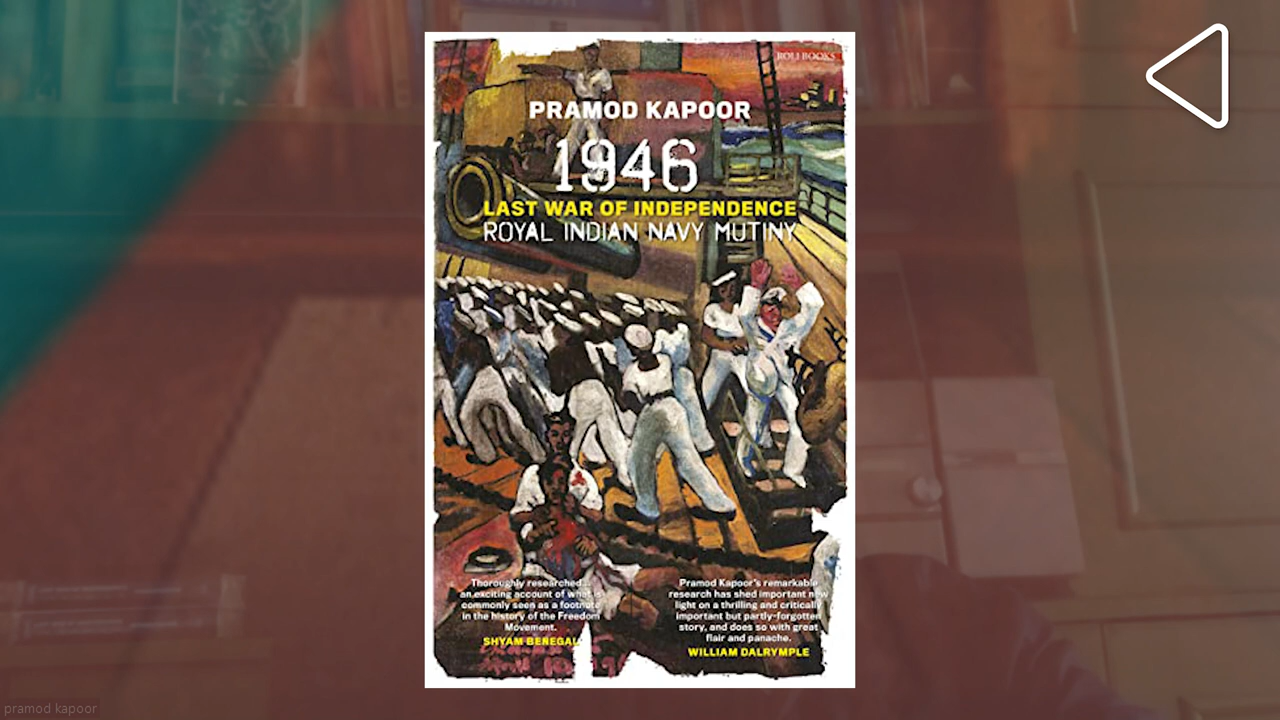 ROLI BOOKS
PRAMOD KAPOOR
1946
LAST WAR OF INDEPENDENCE
ROYAL INDIAN NAVY MUTINY
Thoroughly researched...
an exciting account of what is
commonly seen as a footnote
in the history of the Freedom
Movement.
SHYAM BENEGAL
Pramod Kapoor's remarkable
research has shed important new
light on a thrilling and critically
important but partly-forgotten
story, and does so with great
flair and panache.
WILLIAM DALRYMPLE
pramod kapoor